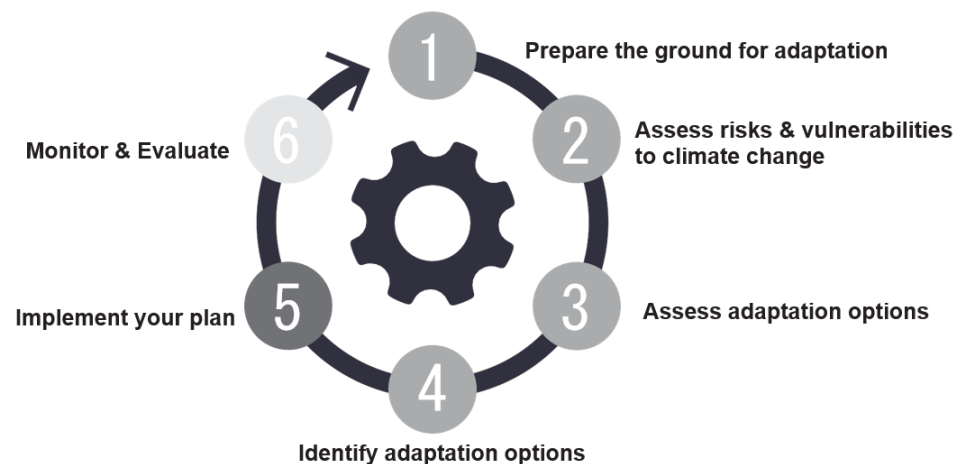 1
Prepare the ground for adaptation
2
Assess risks & vulnerabilities
to climate change
3
Assess adaptation options
4
Identify adaptation options
5
Implement your plan
6
Monitor & Evaluate